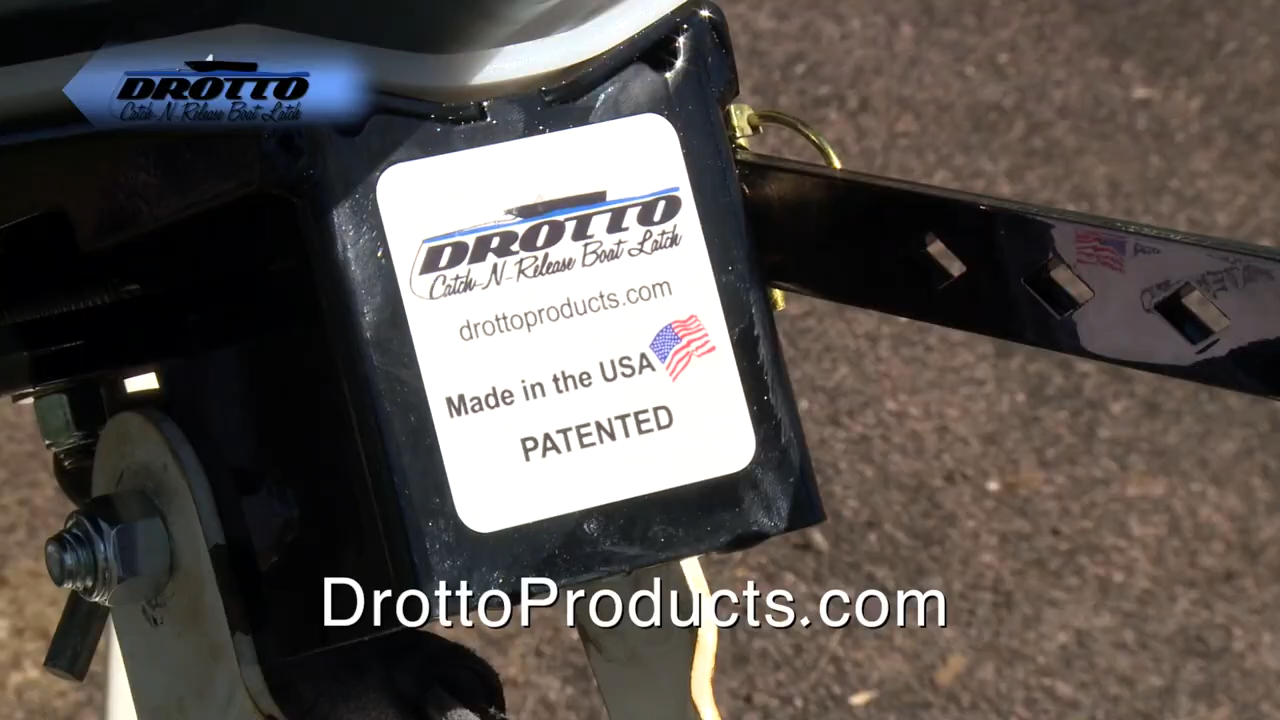 DROTTO
Catch-N-Release Boat Latch
DROTTO
Catch-N-Release Boat Latch
drottoproducts.com
Made in the USA
PATENTED
DrottoProducts.com